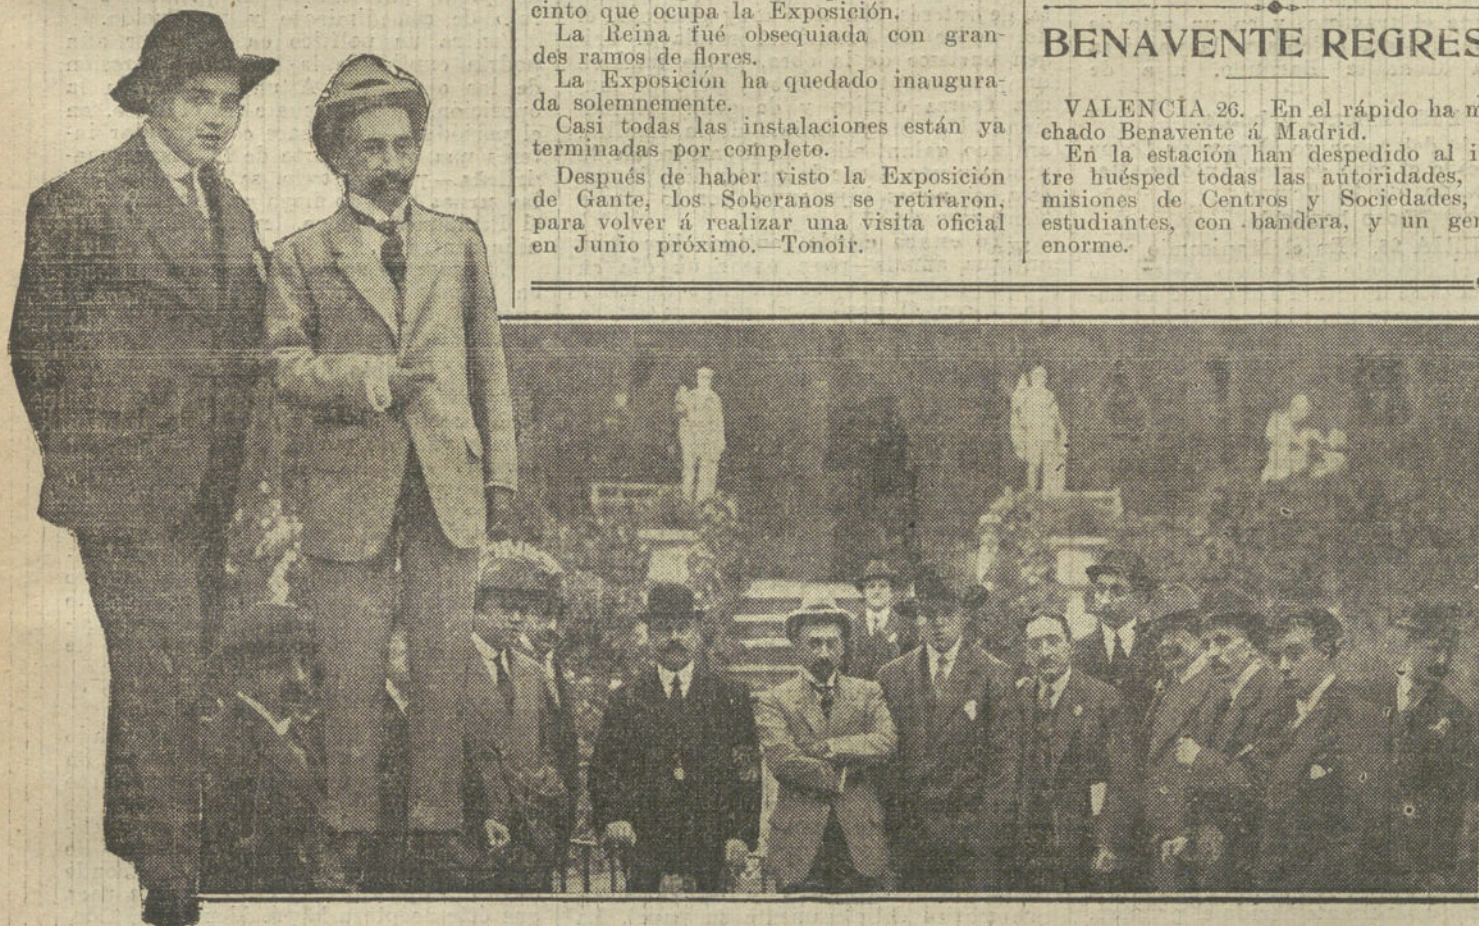 cinto que ocupa la Exposición.
La Reina fué obsequiada con gran-
des ramos de flores.
La Exposición ha quedado inaugura-
da solemnemente.
Casi todas las instalaciones están ya
terminadas por completo.
Después de haber visto la Exposición
de Gante, los Soberanos se retiraron,
para volver á realizar una visita oficial
en Junio próximo.—Tonoir.
BENAVENTE REGRES
VALENCIA 26. En el rápido ha m
chado Benavente á Madrid.
En la estación han despedido al i
tre huésped todas las autoridades,
misiones de Centros y Sociedades,
estudiantes, con bandera, y un gen
enorme.